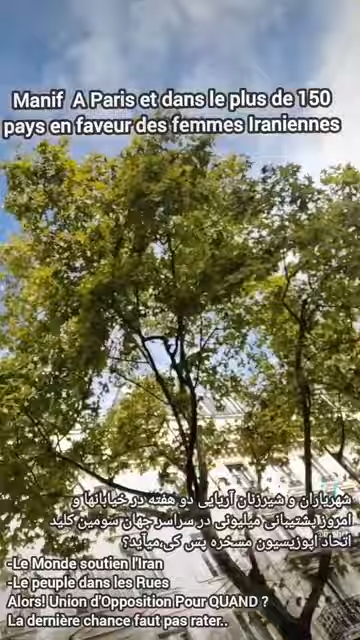 Manif A Paris et dans le plus de 150
pays en faveur des femmes Iraniennes
شهریاران و شیرزنان آریایی دو هفته در خیابانها و
امروز پشتیبانی میلیونی در سراسر جهان سومین کلید
اتحاد اپوزیسیون مسخره پس کی میآید؟
-Le Monde soutien l'Iran
-Le peuple dans les Rues
Alors! Union d'Opposition Pour QUAND ?
La dernière chance faut pas rater..